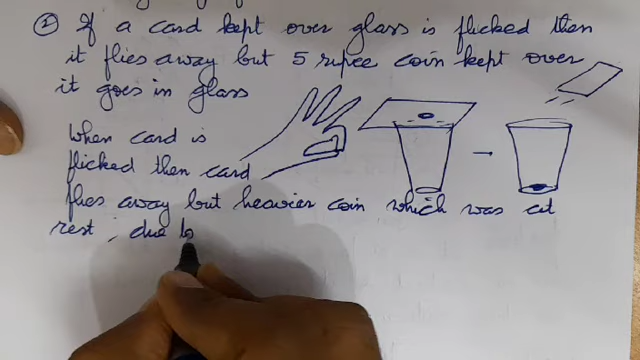 ② If a card kept over glass is flicked then
it flies away but 5 rupee coin kept over
it goes in glass
When card is
flicked then card
flies away but heavier coin which was at
rest, due to